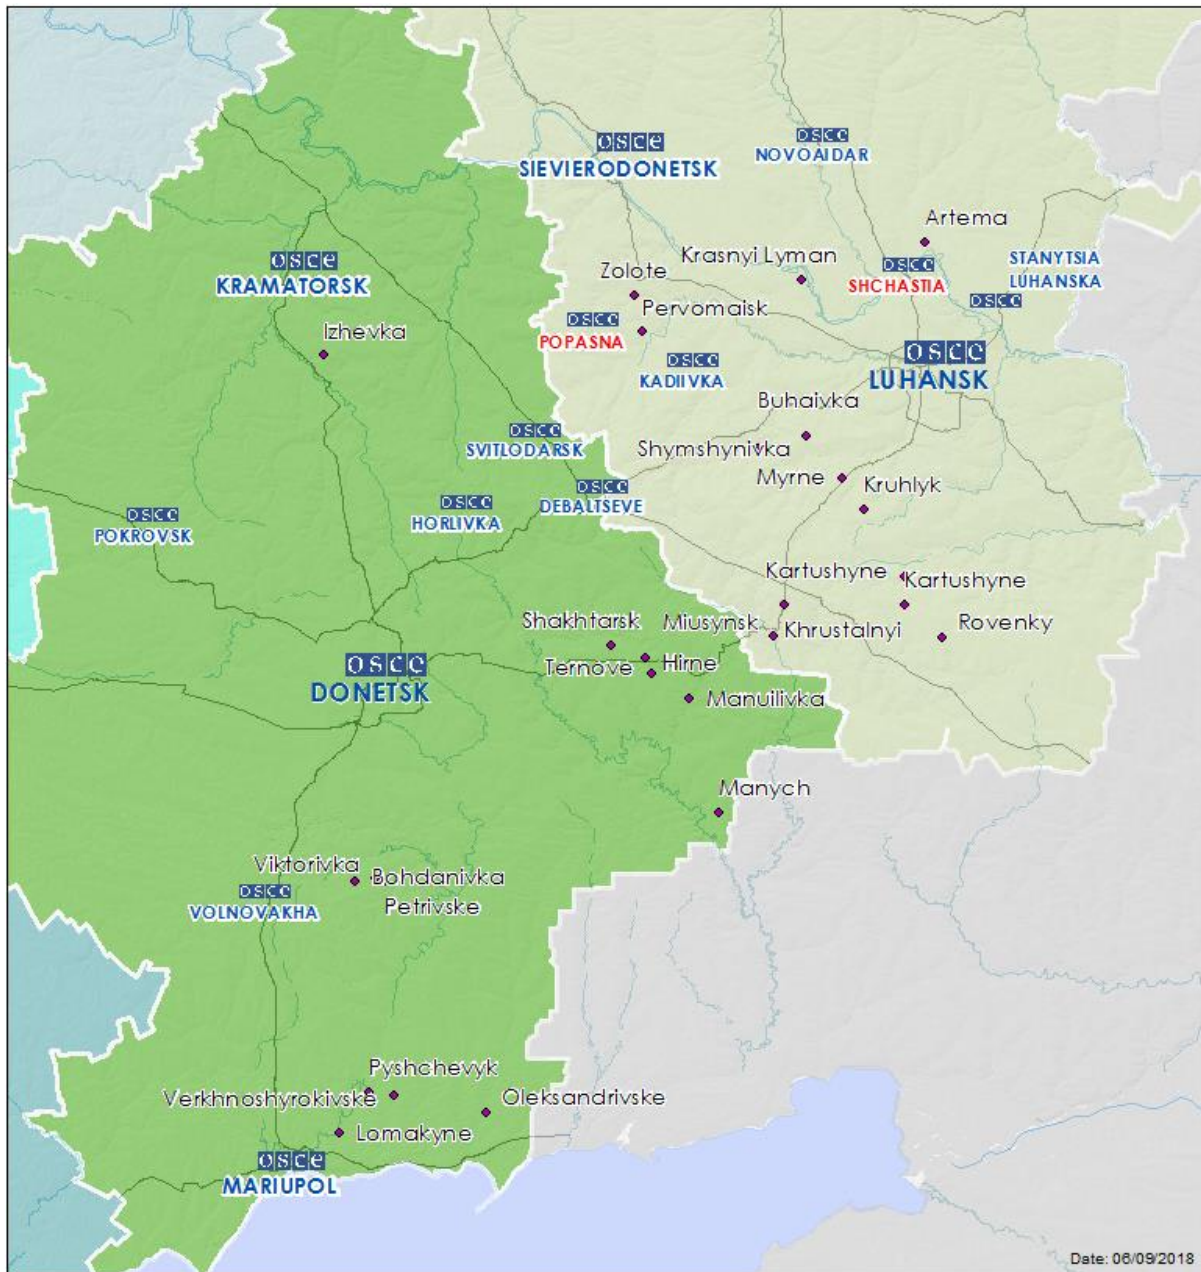 OSCE
NOVOAIDAR
OSCE
SIEVIERODONETSK
Artema
OSCE
KRAMATORSK
Krasnyi Lyman
OSCE
SHCHASTIA
STANYTSIA
LUHANSKA
OSCE
Zolote
Pervomaisk
OSCE
POPASNA
Izhevka
OSCE
KADIIVKA
OSCE
LUHANSK
Buhaivka
OSCE
SVITLODARSK
Shymshynivka
Myrne
Kruhlyk
OSCE
DEBALTSEVE
OSCE
HORLIVKA
OSCE
POKROVSK
Kartushyne
Kartushyne
Shakhtarsk
Miusynsk
Khrustalnyi
Rovenky
OSCE
DONETSK
Ternove
Hirne
Manuilivka
Manych
Viktorivka
Bohdanivka
Petrivske
OSCE
VOLNOVAKHA
Pyshchevyk
Verkhnoshyrokivske
Oleksandrivske
Lomakyne
OSCE
MARIUPOL
Date: 06/09/2018